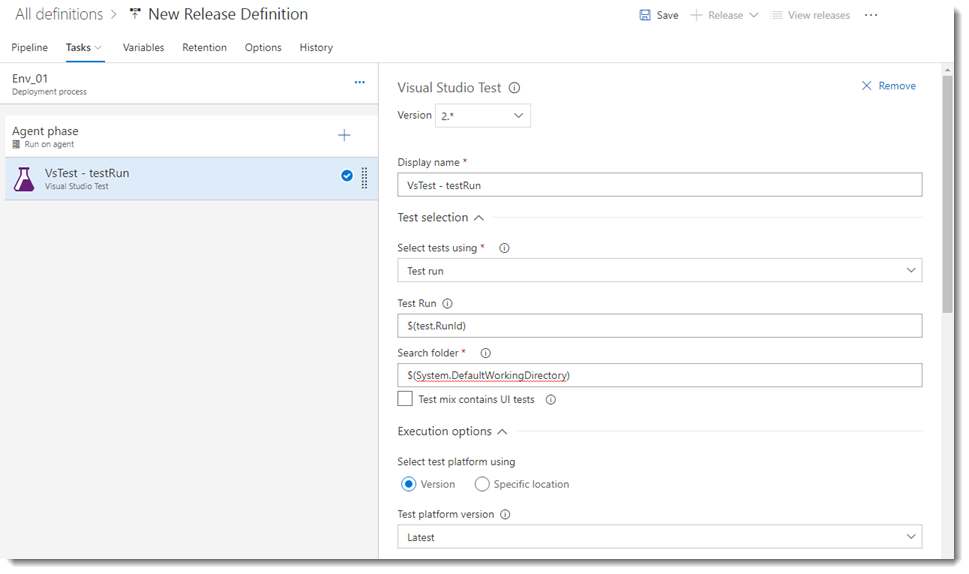 All definitions > New Release Definition
Save + Release View releases ...
Pipeline Tasks Variables Retention Options History
Env_01
Deployment process
...
Agent phase
Run on agent
+
VsTest - testRun
Visual Studio Test
Visual Studio Test
Remove
Version 2.*
Display name *
VsTest - testRun
Test selection
Select tests using *
Test run
Test Run
$(test.RunId)
Search folder *
$(System.DefaultWorkingDirectory)
Test mix contains UI tests
Execution options
Select test platform using
Version Specific location
Test platform version
Latest